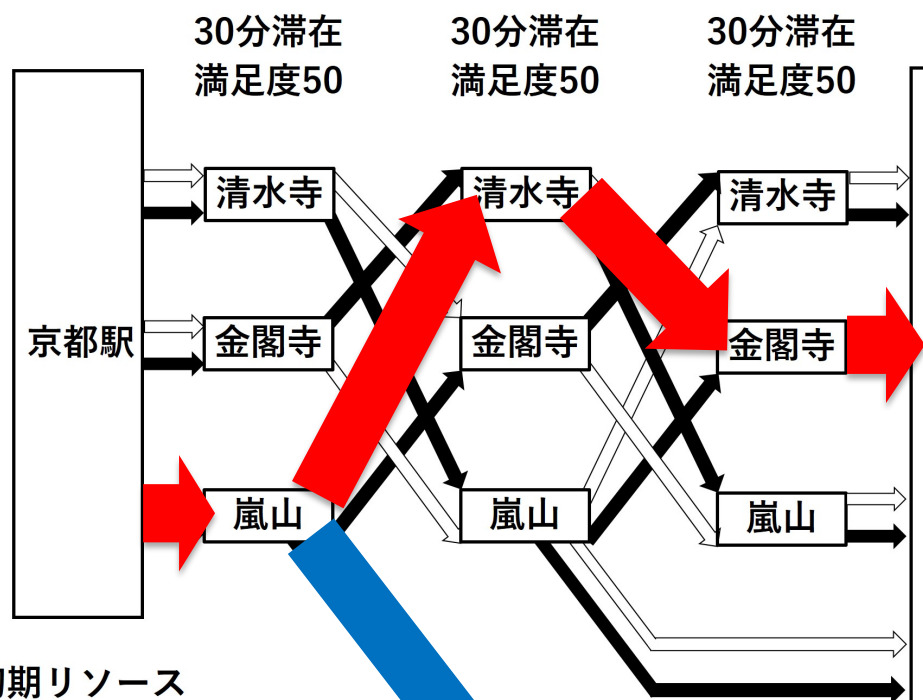 30分滞在
満足度50
30分滞在
満足度50
30分滞在
満足度50
京都駅
清水寺
清水寺
清水寺
金閣寺
金閣寺
金閣寺
嵐山
嵐山
嵐山
期リソース